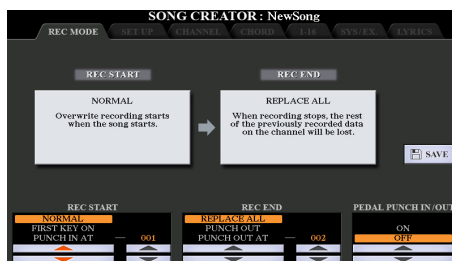 SONG CREATOR : NewSong
REC MODE SET UP CHANNEL CHORD 1-16 SYS/EX. LYRICS
REC START REC END
NORMAL
Overwrite recording starts
when the song starts.
REPLACE ALL
When recording stops, the rest
of the previously recorded data
on the channel will be lost.
SAVE
REC START REC END PEDAL PUNCH IN/OUT
NORMAL REPLACE ALL
FIRST KEY ON PUNCH OUT ON
PUNCH IN AT — 001 PUNCH OUT AT — 002 OFF